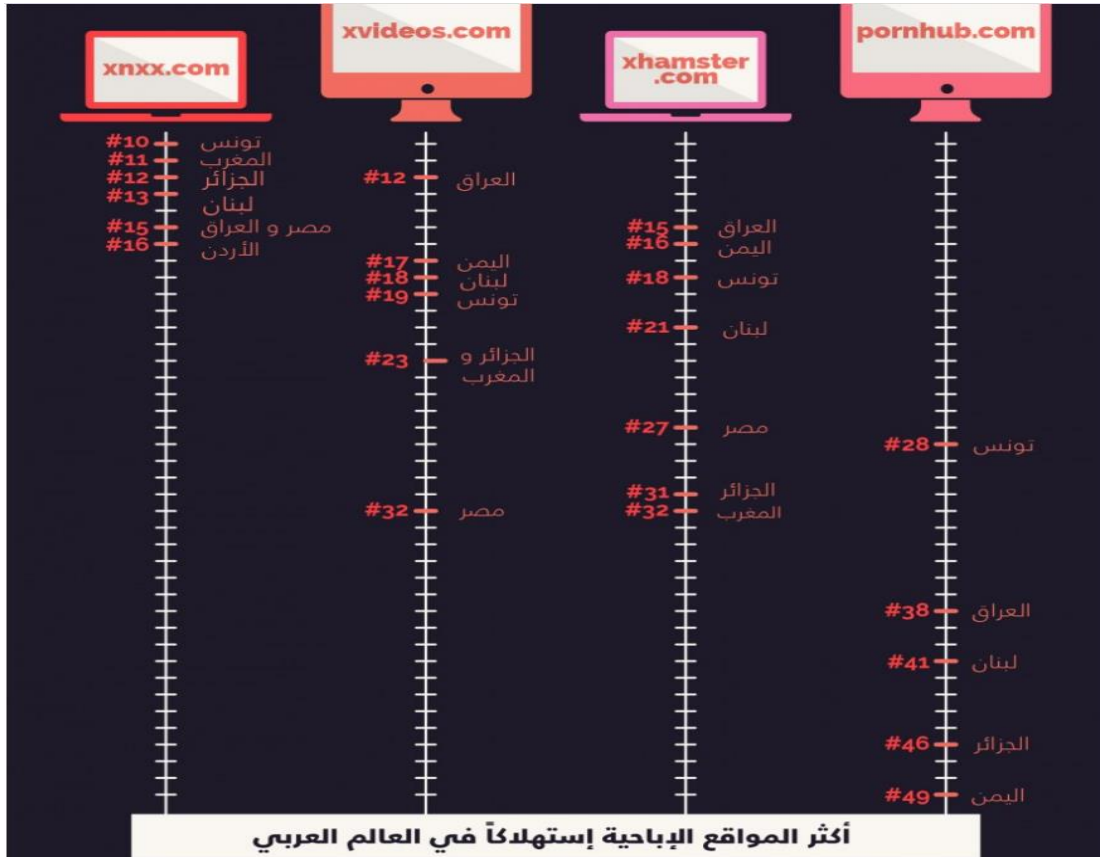 xnxx.com
#10 تونس
#11 المغرب
#12 الجزائر
#13 لبنان
#15 مصر و العراق
#16 الأردن
xvideos.com
#12 العراق
#17 اليمن
#18 لبنان
#19 تونس
#23 الجزائر و
المغرب
#32 مصر
xhamster
.com
#15 العراق
#16 اليمن
#18 تونس
#21 لبنان
#27 مصر
#31 الجزائر
#32 المغرب
pornhub.com
#28 تونس
#38 العراق
#41 لبنان
#46 الجزائر
#49 اليمن
أكثر المواقع الإباحية إستهلاكاً في العالم العربي